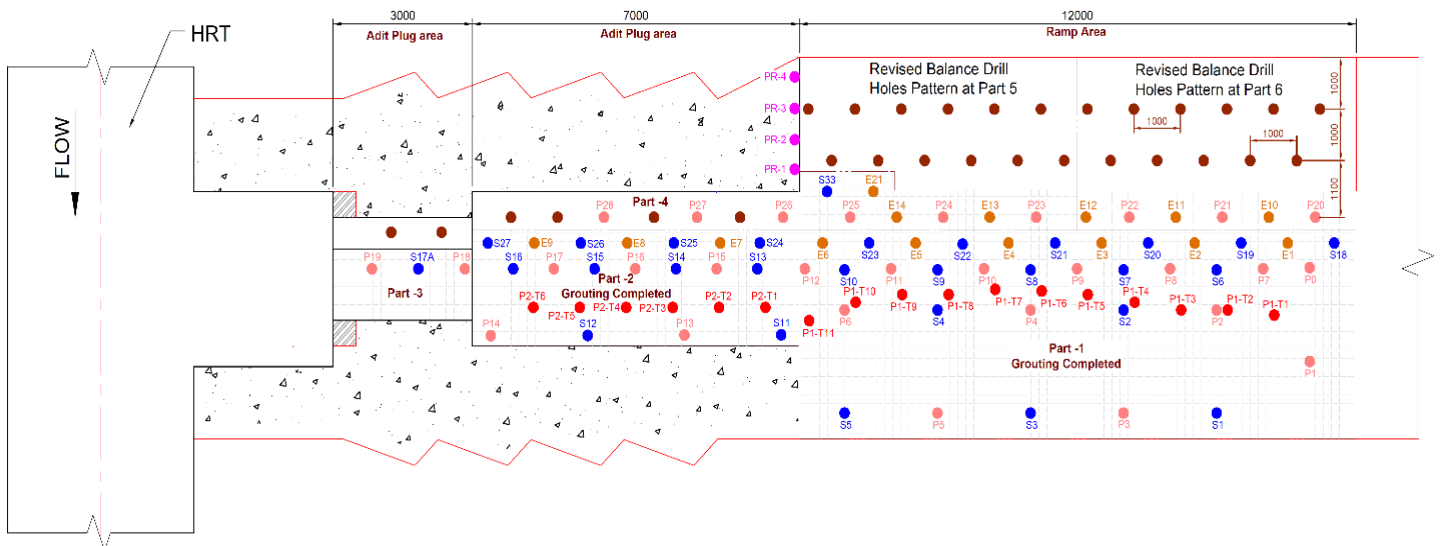 3000
7000
12000
Adit Plug area
Adit Plug area
Ramp Area
HRT
FLOW
PR-4
PR-3
PR-2
PR-1
Revised Balance Drill
Holes Pattern at Part 5
Revised Balance Drill
Holes Pattern at Part 6
1000
1000
1000
1000
1100
S33
E21
Part -4
P28
P27
P26
P25
E14
P24
E13
P23
E12
P22
E11
P21
E10
P20
S27
E9
S26
E8
S25
E7
S24
E6
S23
E5
S22
E4
S21
E3
S20
E2
S19
E1
S18
P19
S17A
P18
S16
P17
S15
P16
S14
P15
S13
P12
S10
P11
S9
P10
S8
P9
S7
P8
S6
P7
P0
Part -3
Part -2
Grouting Completed
P2-T6
P2-T5
P2-T4
P2-T3
P2-T2
P2-T1
P1-T11
P1-T10
P1-T9
P1-T8
P1-T7
P1-T6
P1-T5
P1-T4
P1-T3
P1-T2
P1-T1
P6
S4
P4
S2
P2
P14
S12
P13
S11
Part -1
Grouting Completed
P1
S5
P5
S3
P3
S1